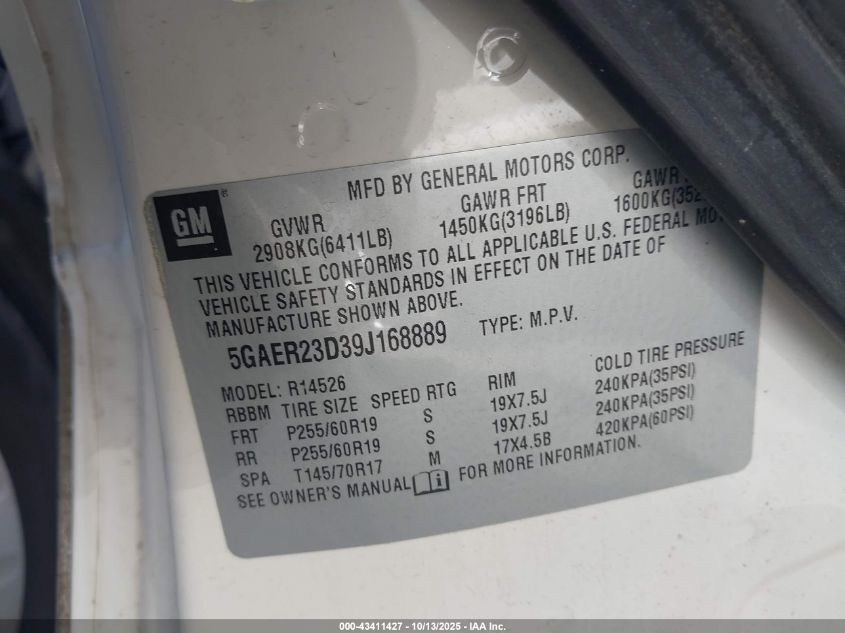 MFD BY GENERAL MOTORS CORP.
GM ®
GVWR GAWR FRT GAWR
2908KG(6411LB) 1450KG(3196LB) 1600KG(
THIS VEHICLE CONFORMS TO ALL APPLICABLE U.S. FEDERAL
VEHICLE SAFETY STANDARDS IN EFFECT ON THE DATE OF
MANUFACTURE SHOWN ABOVE.
5GAER23D39J168889 TYPE: M.P.V.
MODEL: R14526
RBBM TIRE SIZE SPEED RTG RIM COLD TIRE PRESSURE
FRT P255/60R19 S 19X7.5J 240KPA(35PSI)
RR P255/60R19 S 19X7.5J 240KPA(35PSI)
SPA T145/70R17 M 17X4.5B 420KPA(60PSI)
SEE OWNER'S MANUAL FOR MORE INFORMATION.
000-43411427 - 10/13/2025 - IAA Inc.